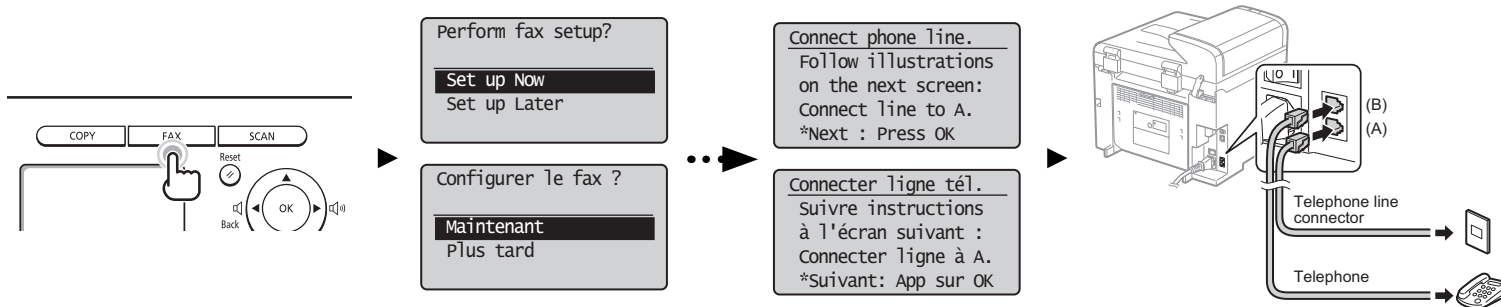 COPY FAX SCAN
Reset
OK
Back
Perform fax setup?
Set up Now
Set up Later
Configurer le fax ?
Maintenant
Plus tard
Connect phone line.
Follow illustrations
on the next screen:
Connect line to A.
*Next : Press OK
Connecter ligne tél.
Suivre instructions
à l'écran suivant :
Connecter ligne à A.
*Suivant: App sur OK
(B)
(A)
Telephone line
connector
Telephone